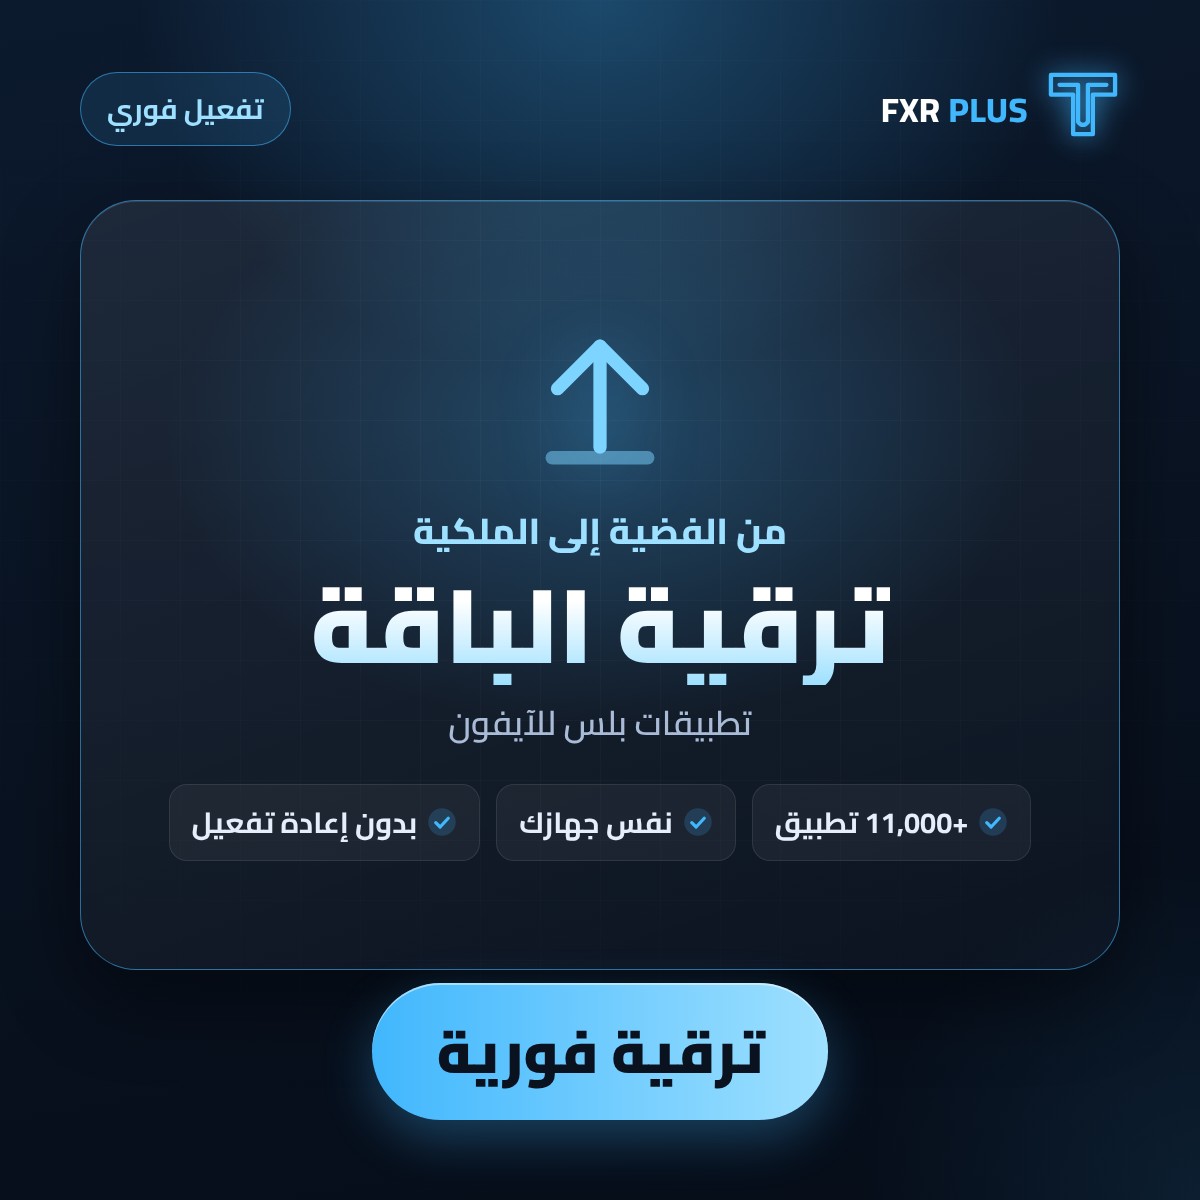 FXR PLUS
تفعيل فوري
من الفضية إلى الملكية
ترقية الباقة
تطبيقات بلس للآيفون
+11,000 تطبيق
نفس جهازك
بدون إعادة تفعيل
ترقية فورية